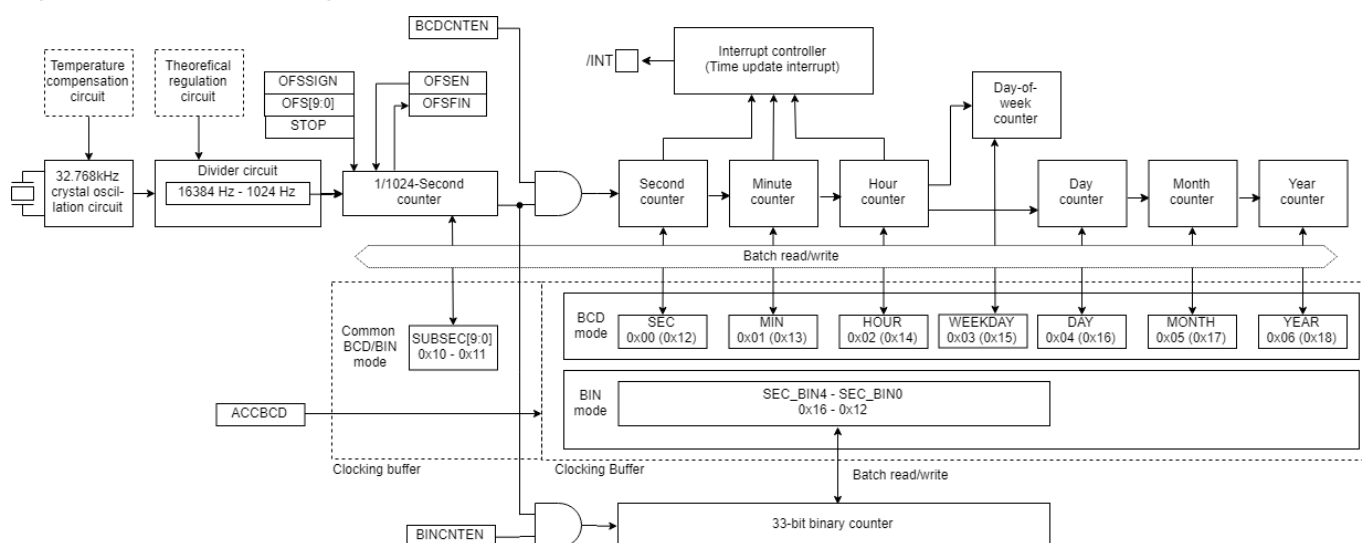 BCDCNTEN
Interrupt controller
(Time update interrupt)
/INT
Temperature
compensation
circuit
Theorefical
regulation
circuit
OFSSIGN
OFS[9:0]
STOP
OFSEN
OFSFIN
Day-of-
week
counter
32.768kHz
crystal oscil-
lation circuit
Divider circuit
16384 Hz - 1024 Hz
1/1024-Second
counter
Second
counter
Minute
counter
Hour
counter
Day
counter
Month
counter
Year
counter
Batch read/write
Common
BCD/BIN
mode
SUBSEC[9:0]
0x10 - 0x11
BCD
mode
SEC
0x00 (0x12)
MIN
0x01 (0x13)
HOUR
0x02 (0x14)
WEEKDAY
0x03 (0x15)
DAY
0x04 (0x16)
MONTH
0x05 (0x17)
YEAR
0x06 (0x18)
BIN
mode
SEC_BIN4 - SEC_BIN0
0x16 - 0x12
ACCBCD
Clocking buffer
Clocking Buffer
Batch read/write
33-bit binary counter
BINCNTEN